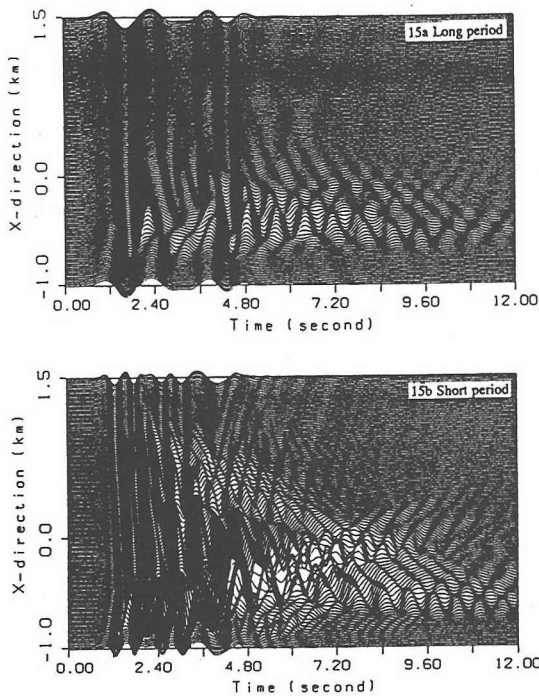 15a Long period
1.5
0.0
-1.0
X-direction (km)
0.00 2.40 4.80 7.20 9.60 12.00
Time (second)
15b Short period
1.5
0.0
-1.0
X-direction (km)
0.00 2.40 4.80 7.20 9.60 12.00
Time (second)